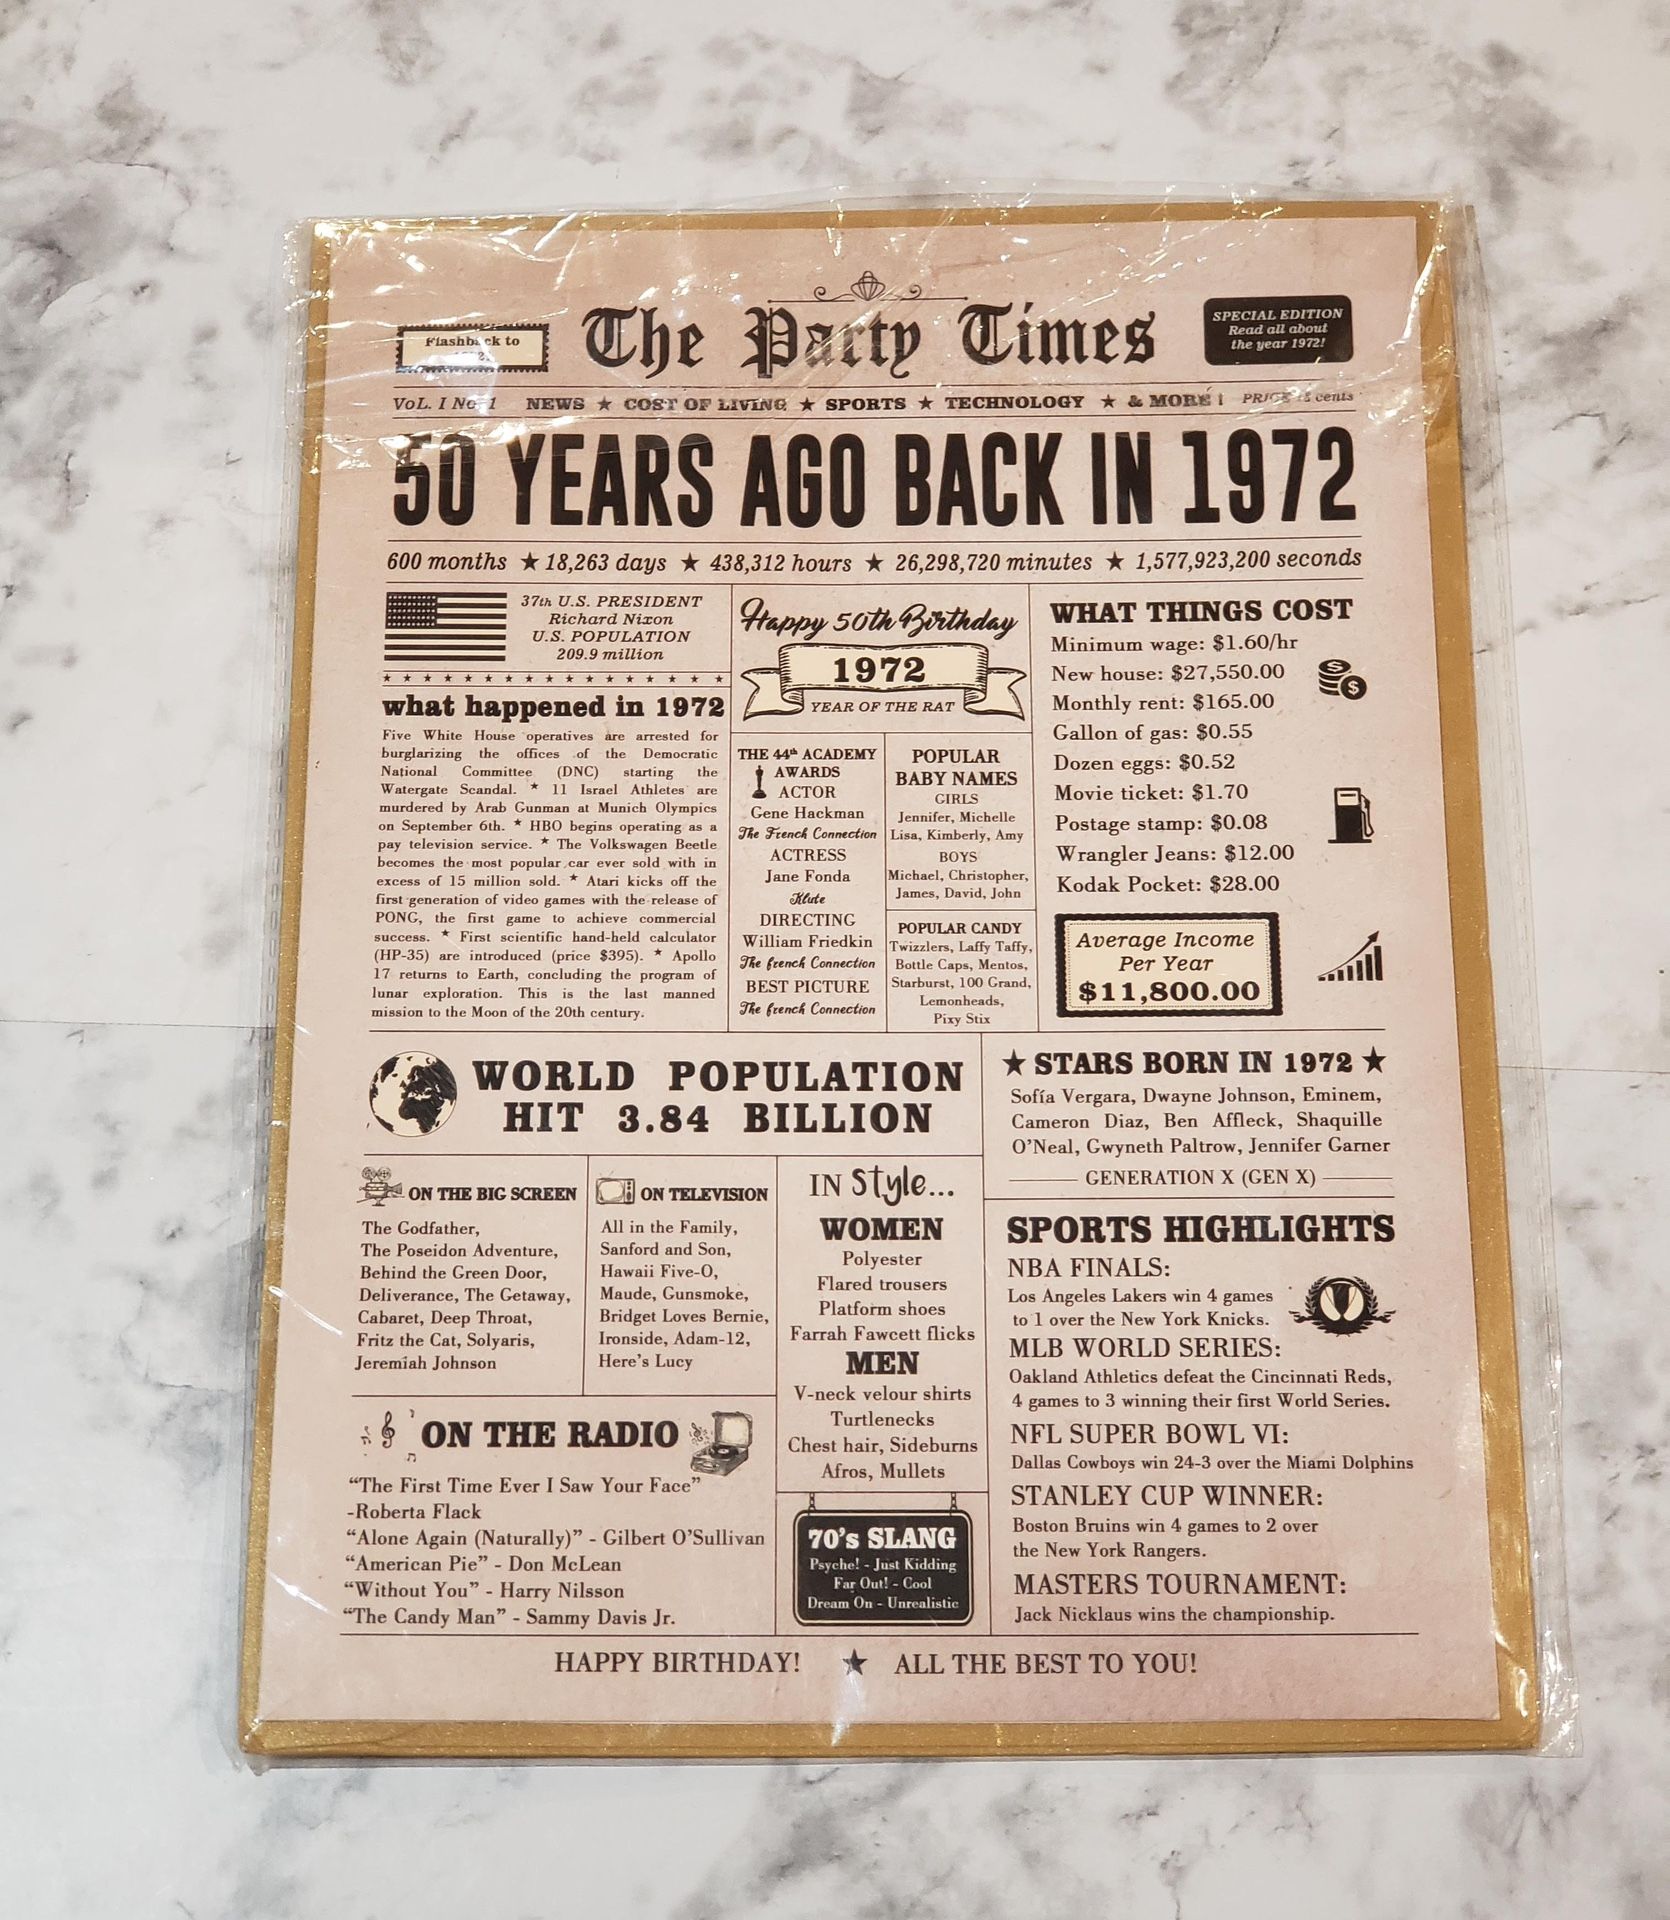 Flashback to
The Party Times
SPECIAL EDITION
Read all about
the year 1972!
VoL. I No. 1 NEWS ★ COST OF LIVING ★ SPORTS ★ TECHNOLOGY ★ & MORE ! PRICE cents
50 YEARS AGO BACK IN 1972
600 months ★ 18,263 days ★ 438,312 hours ★ 26,298,720 minutes ★ 1,577,923,200 seconds
37th U.S. PRESIDENT
Richard Nixon
U.S. POPULATION
209.9 million
what happened in 1972
Five White House operatives are arrested for
burglarizing the offices of the Democratic
National Committee (DNC) starting the
Watergate Scandal. ★ 11 Israel Athletes are
murdered by Arab Gunman at Munich Olympics
on September 6th. ★ HBO begins operating as a
pay television service. ★ The Volkswagen Beetle
becomes the most popular car ever sold with in
excess of 15 million sold. ★ Atari kicks off the
first generation of video games with the release of
PONG, the first game to achieve commercial
success. ★ First scientific hand-held calculator
(HP-35) are introduced (price $395). ★ Apollo
17 returns to Earth, concluding the program of
lunar exploration. This is the last manned
mission to the Moon of the 20th century.
Happy 50th Birthday
1972
YEAR OF THE RAT
THE 44th ACADEMY
AWARDS
ACTOR
Gene Hackman
The French Connection
ACTRESS
Jane Fonda
Klute
DIRECTING
William Friedkin
The french Connection
BEST PICTURE
The french Connection
POPULAR
BABY NAMES
GIRLS
Jennifer, Michelle
Lisa, Kimberly, Amy
BOYS
Michael, Christopher,
James, David, John
POPULAR CANDY
Twizzlers, Laffy Taffy,
Bottle Caps, Mentos,
Starburst, 100 Grand,
Lemonheads,
Pixy Stix
WHAT THINGS COST
Minimum wage: $1.60/hr
New house: $27,550.00
Monthly rent: $165.00
Gallon of gas: $0.55
Dozen eggs: $0.52
Movie ticket: $1.70
Postage stamp: $0.08
Wrangler Jeans: $12.00
Kodak Pocket: $28.00
Average Income
Per Year
$11,800.00
WORLD POPULATION
HIT 3.84 BILLION
★ STARS BORN IN 1972 ★
Sofía Vergara, Dwayne Johnson, Eminem,
Cameron Diaz, Ben Affleck, Shaquille
O'Neal, Gwyneth Paltrow, Jennifer Garner
GENERATION X (GEN X)
ON THE BIG SCREEN
The Godfather,
The Poseidon Adventure,
Behind the Green Door,
Deliverance, The Getaway,
Cabaret, Deep Throat,
Fritz the Cat, Solyaris,
Jeremiah Johnson
ON TELEVISION
All in the Family,
Sanford and Son,
Hawaii Five-O,
Maude, Gunsmoke,
Bridget Loves Bernie,
Ironside, Adam-12,
Here's Lucy
IN Style...
WOMEN
Polyester
Flared trousers
Platform shoes
Farrah Fawcett flicks
MEN
V-neck velour shirts
Turtlenecks
Chest hair, Sideburns
Afros, Mullets
SPORTS HIGHLIGHTS
NBA FINALS:
Los Angeles Lakers win 4 games
to 1 over the New York Knicks.
MLB WORLD SERIES:
Oakland Athletics defeat the Cincinnati Reds,
4 games to 3 winning their first World Series.
NFL SUPER BOWL VI:
Dallas Cowboys win 24-3 over the Miami Dolphins
STANLEY CUP WINNER:
Boston Bruins win 4 games to 2 over
the New York Rangers.
MASTERS TOURNAMENT:
Jack Nicklaus wins the championship.
ON THE RADIO
“The First Time Ever I Saw Your Face”
-Roberta Flack
“Alone Again (Naturally)” - Gilbert O'Sullivan
“American Pie” - Don McLean
“Without You” - Harry Nilsson
“The Candy Man” - Sammy Davis Jr.
70's SLANG
Psyche! - Just Kidding
Far Out! - Cool
Dream On - Unrealistic
HAPPY BIRTHDAY! ★ ALL THE BEST TO YOU!